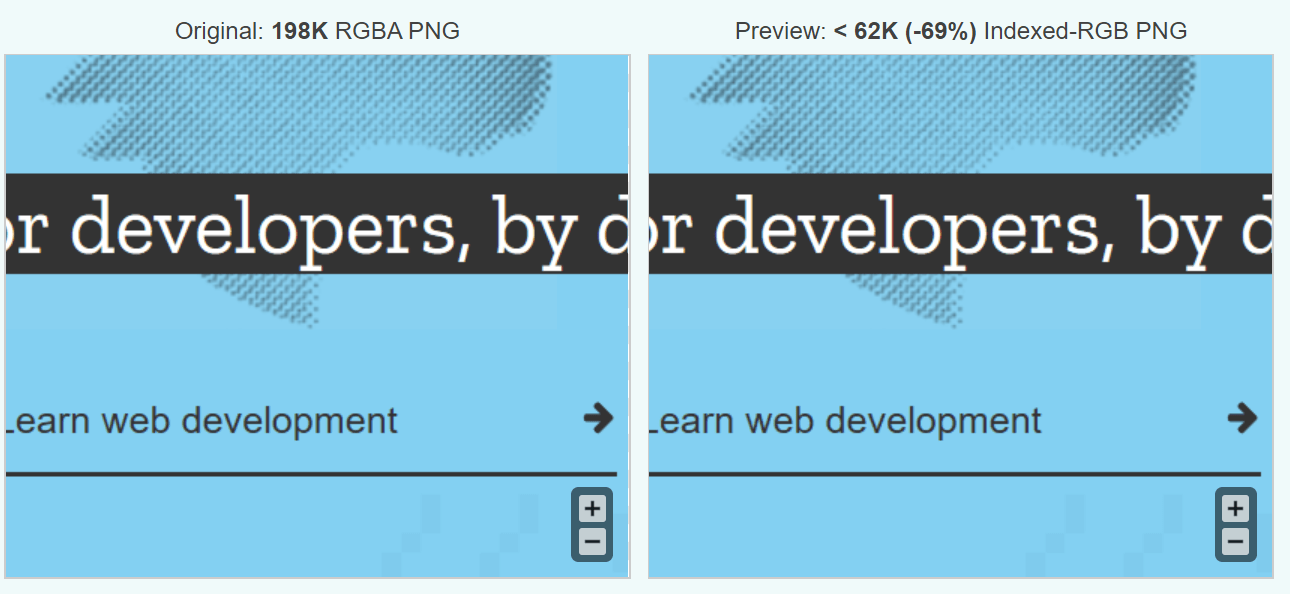 Original: 198K RGBA PNG
Preview: < 62K (-69%) Indexed-RGB PNG
or developers, by d
or developers, by d
Learn web development
Learn web development
+
−
+
−